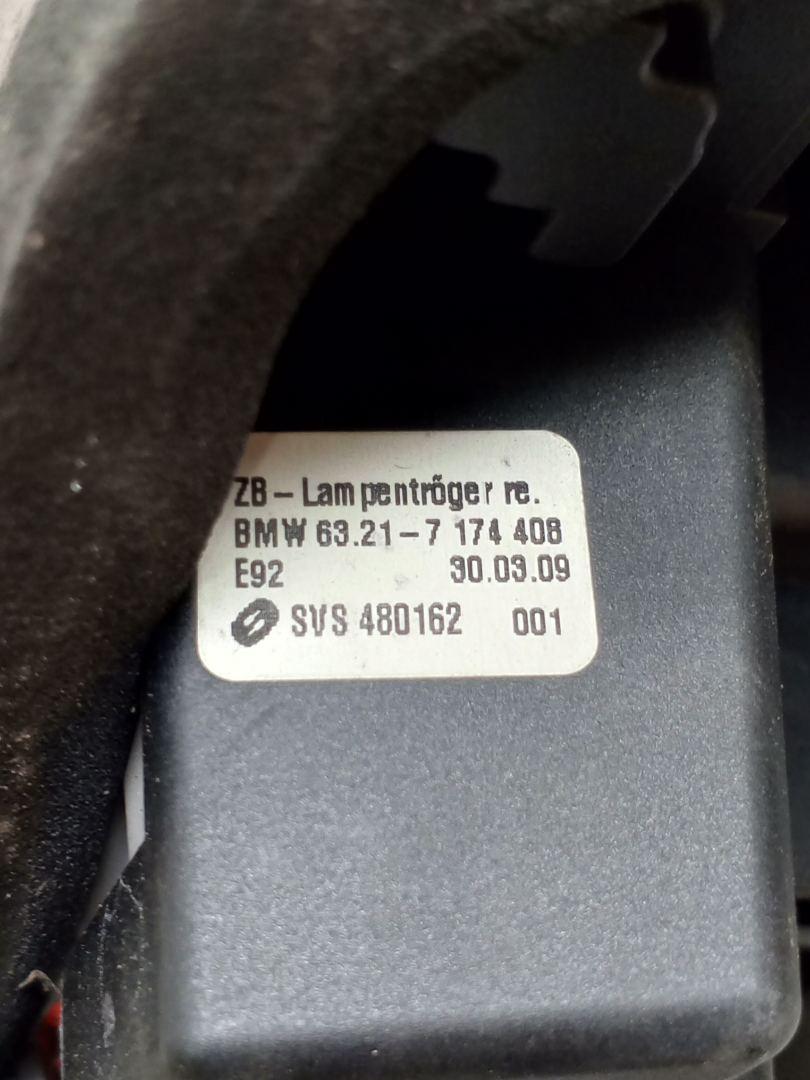 ZB - Lampentröger re.
BMW 63.21-7 174 408
E92 30.03.09
SVS 480162 001